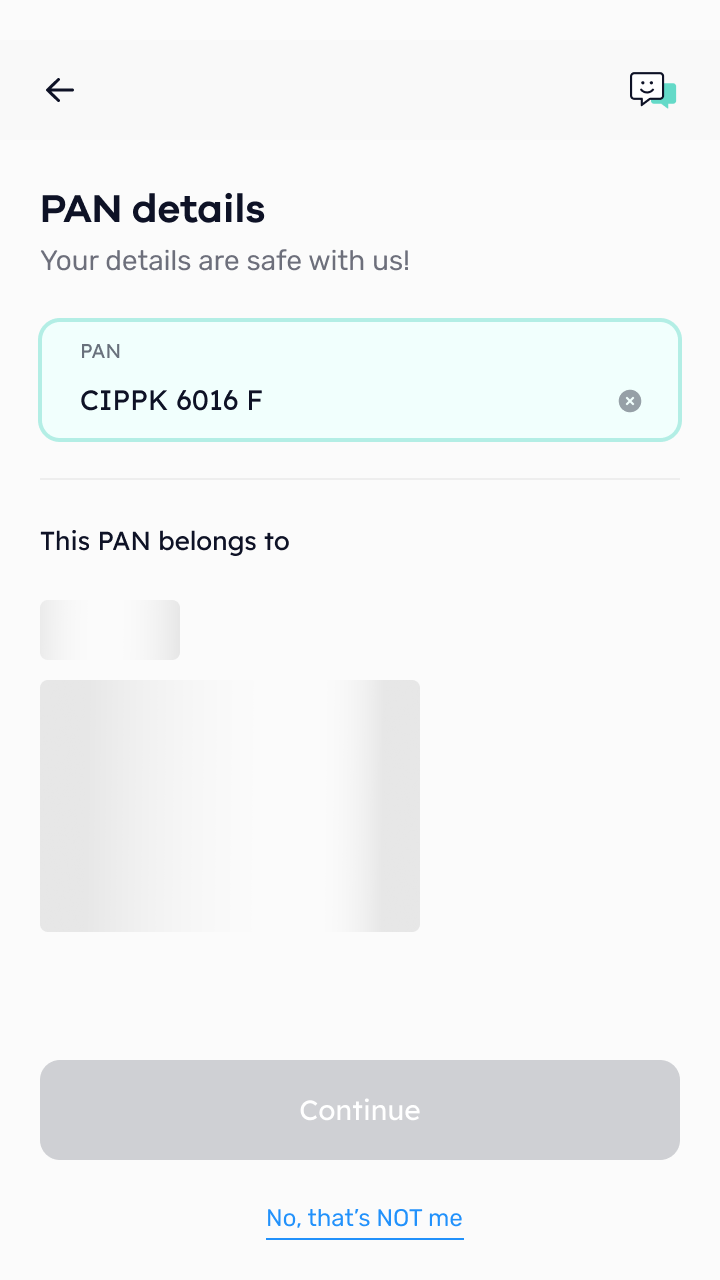 PAN details
Your details are safe with us!
PAN
CIPPK 6016 F
This PAN belongs to
Continue
No, that’s NOT me